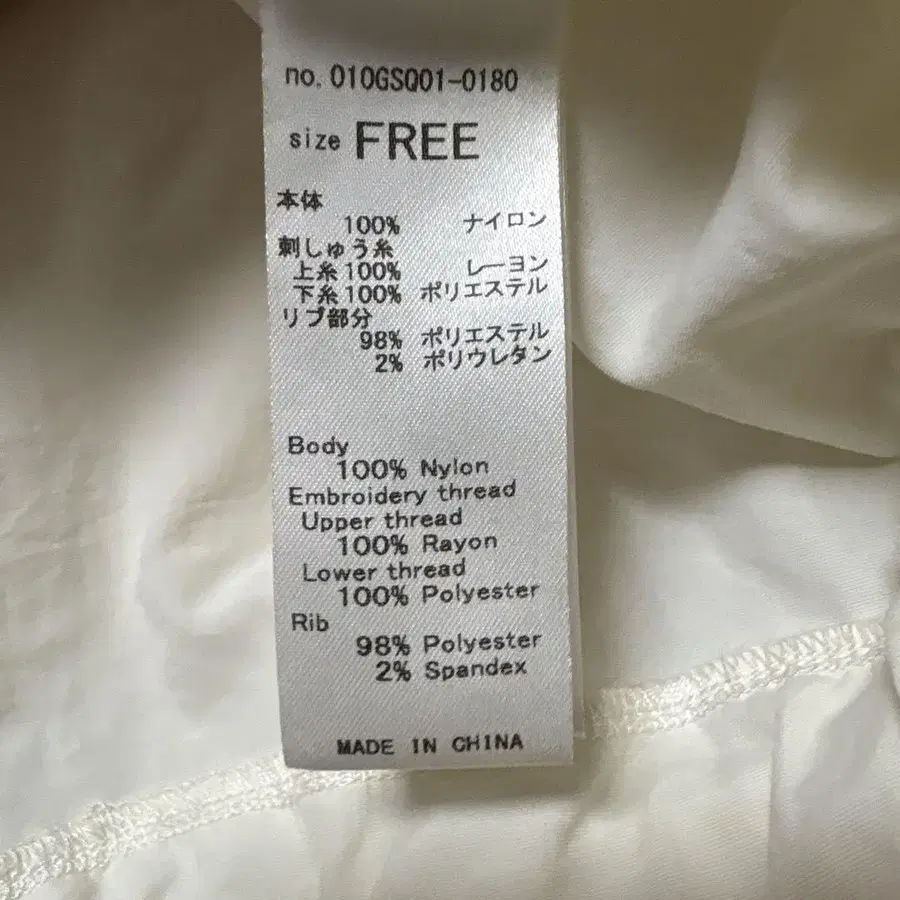 no. 010GSQ01-0180
size FREE
本体
100% ナイロン
刺しゅう糸
上糸100% レーヨン
下糸100% ポリエステル
リブ部分
98% ポリエステル
2% ポリウレタン
Body
100% Nylon
Embroidery thread
Upper thread
100% Rayon
Lower thread
100% Polyester
Rib
98% Polyester
2% Spandex
MADE IN CHINA